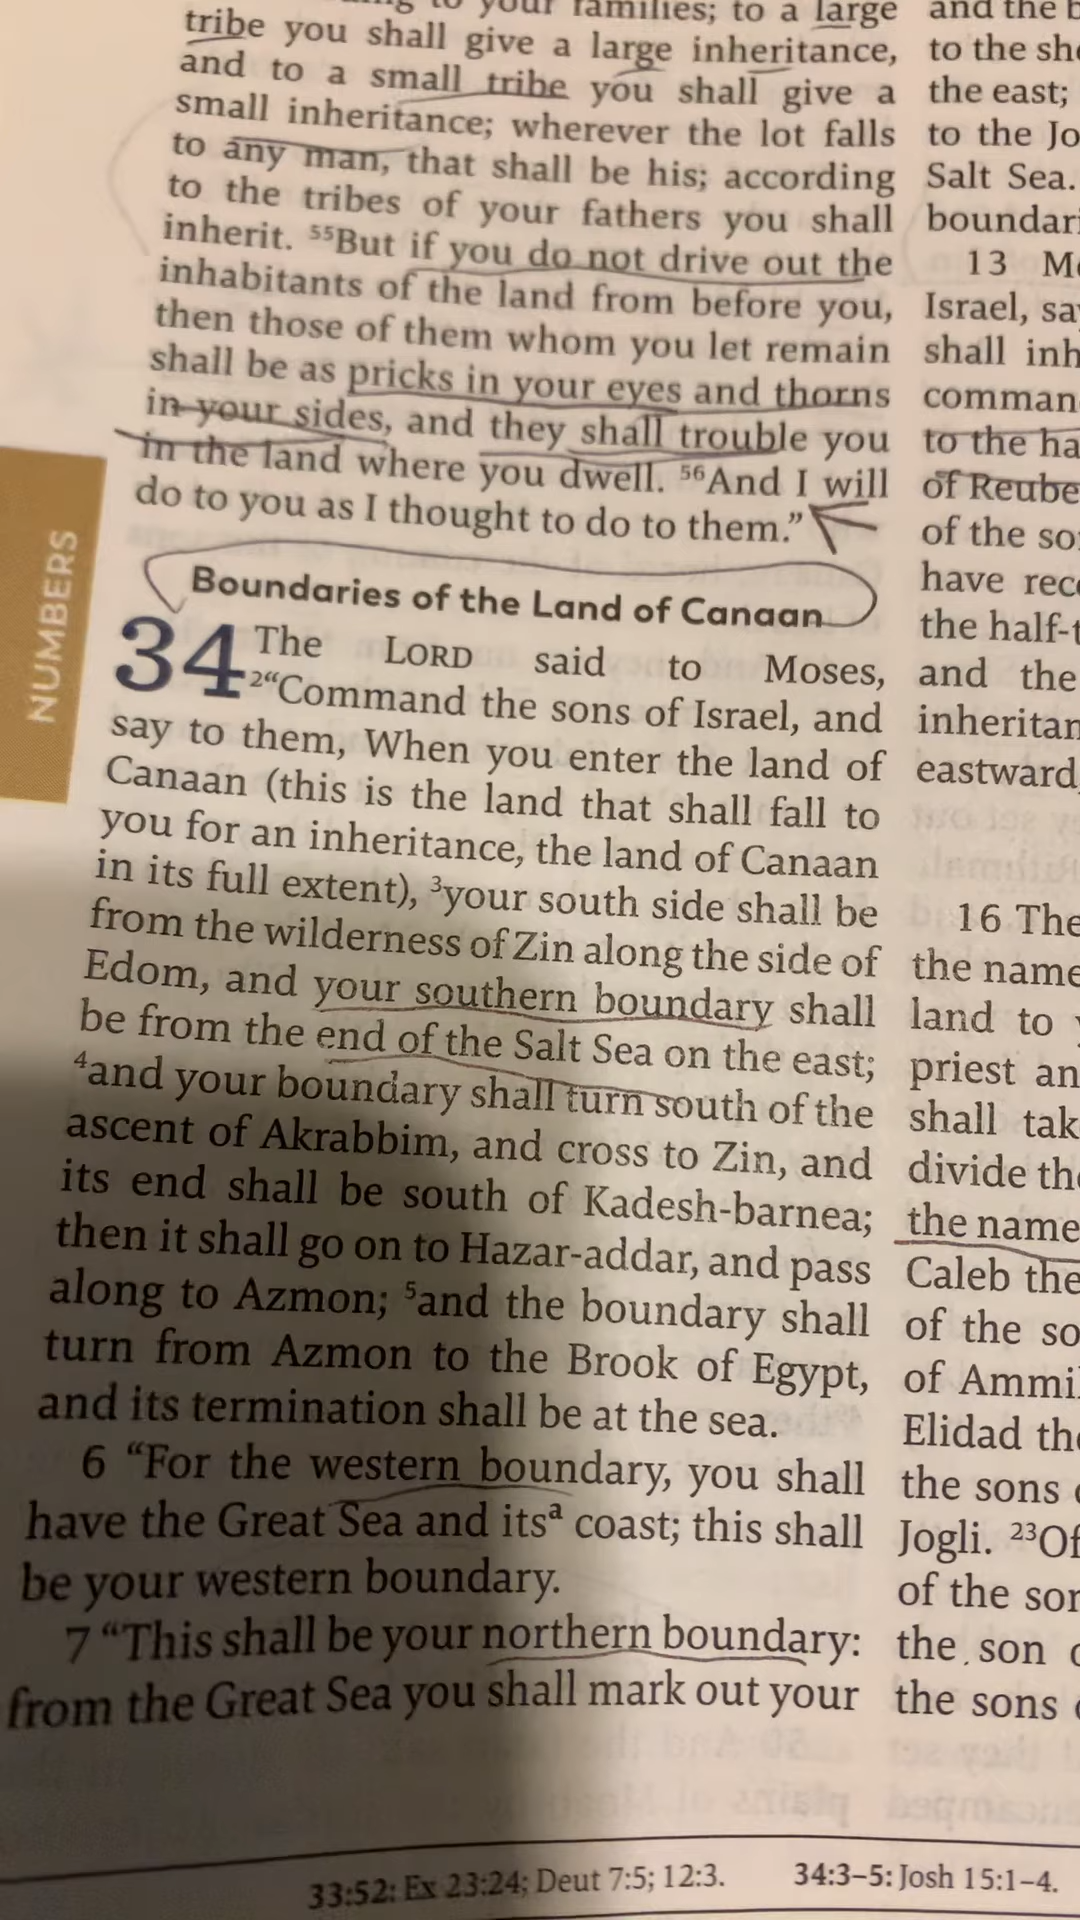 your families; to a large
tribe you shall give a large inheritance,
and to a small tribe you shall give a
small inheritance; wherever the lot falls
to any man, that shall be his; according
to the tribes of your fathers you shall
inherit. ⁵⁵But if you do not drive out the
inhabitants of the land from before you,
then those of them whom you let remain
shall be as pricks in your eyes and thorns
in your sides, and they shall trouble you
in the land where you dwell. ⁵⁶And I will
do to you as I thought to do to them.”
Boundaries of the Land of Canaan
34 The LORD said to Moses,
²“Command the sons of Israel, and
say to them, When you enter the land of
Canaan (this is the land that shall fall to
you for an inheritance, the land of Canaan
in its full extent), ³your south side shall be
from the wilderness of Zin along the side of
Edom, and your southern boundary shall
be from the end of the Salt Sea on the east;
⁴and your boundary shall turn south of the
ascent of Akrabbim, and cross to Zin, and
its end shall be south of Kadesh-barnea;
then it shall go on to Hazar-addar, and pass
along to Azmon; ⁵and the boundary shall
turn from Azmon to the Brook of Egypt,
and its termination shall be at the sea.
6 “For the western boundary, you shall
have the Great Sea and itsª coast; this shall
be your western boundary.
7 “This shall be your northern boundary:
from the Great Sea you shall mark out your
and the
to the
the east;
to the
Salt Sea.
13
Israel,
shall
to the
of
of the
have
the
and the
eastward,
16 The
the name
land to
priest
shall
divide
the name
Caleb the
of the
of
Elidad
the sons
Jogli. ²³Of
of the
the son
the sons
NUMBERS
33:52: Ex 23:24; Deut 7:5; 12:3. 34:3–5: Josh 15:1–4.